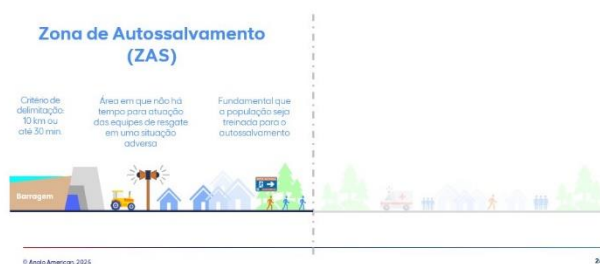 Zona de Autossalvamento
(ZAS)
Critério de
delimitação:
10 km ou
até 30 min.
Área em que não há
tempo para atuação
das equipes de resgate
em uma situação
adversa
Fundamental que
a população seja
treinada para o
autossalvamento
Barragem
© Anglo American, 2025